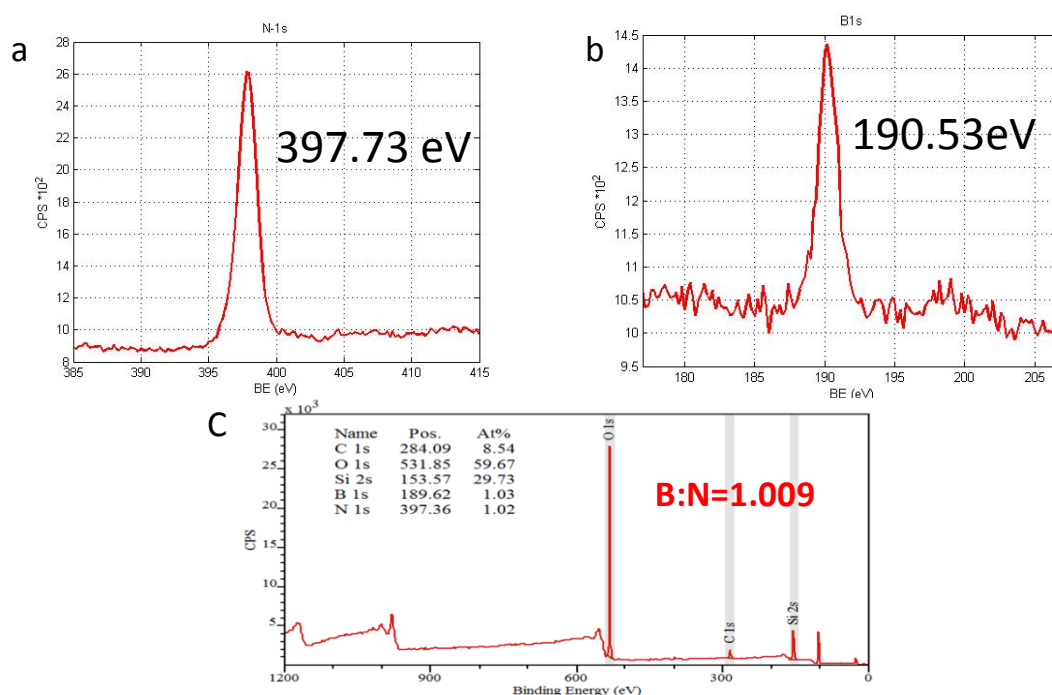 a
N-1s
CPS *10²
28
26
24
22
20
18
16
14
12
10
8
397.73 eV
385
390
395
400
405
410
415
BE (eV)
b
B1s
CPS *10²
14.5
14
13.5
13
12.5
12
11.5
11
10.5
10
9.5
190.53eV
180
185
190
195
200
205
BE (eV)
C
x 10³
30
25
20
15
10
5
CPS
Name Pos. At%
C 1s 284.09 8.54
O 1s 531.85 59.67
Si 2s 153.57 29.73
B 1s 189.62 1.03
N 1s 397.36 1.02
O 1s
B:N=1.009
C 1s
Si 2s
1200
900
600
300
0
Binding Energy (eV)